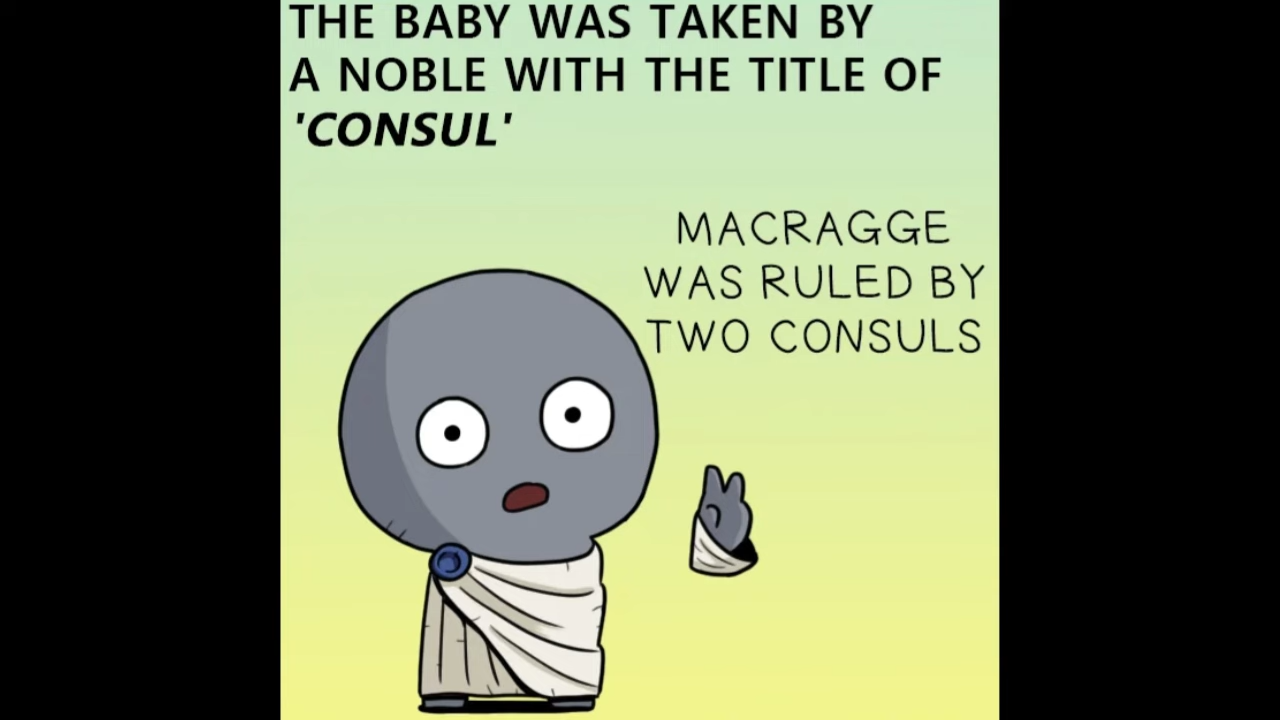 THE BABY WAS TAKEN BY
A NOBLE WITH THE TITLE OF
'CONSUL'
MACRAGGE
WAS RULED BY
TWO CONSULS